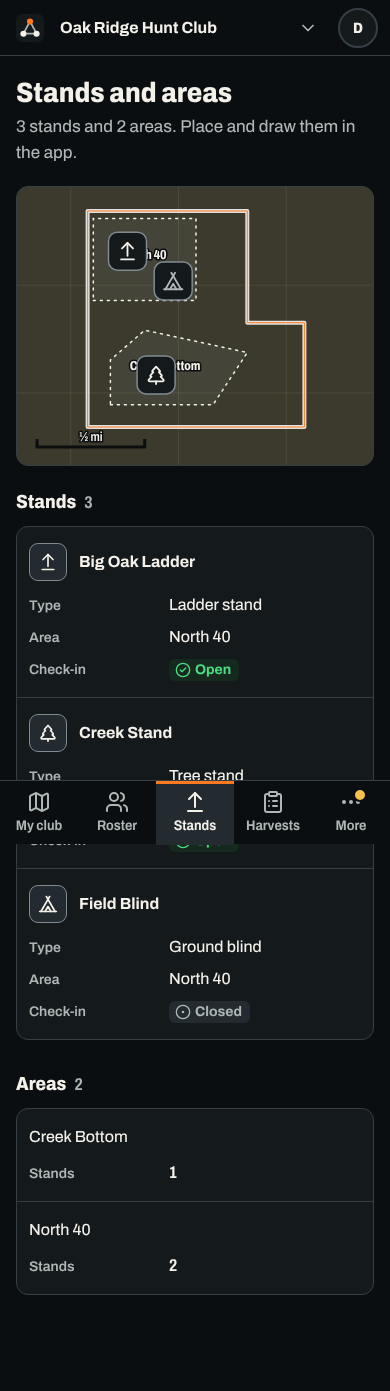 Oak Ridge Hunt Club
D
Stands and areas
3 stands and 2 areas. Place and draw them in
the app.
40
ttom
½ mi
Stands 3
Big Oak Ladder
Type Ladder stand
Area North 40
Check-in Open
Creek Stand
Type Tree stand
My club Roster Stands Harvests More
Field Blind
Type Ground blind
Area North 40
Check-in Closed
Areas 2
Creek Bottom
Stands 1
North 40
Stands 2